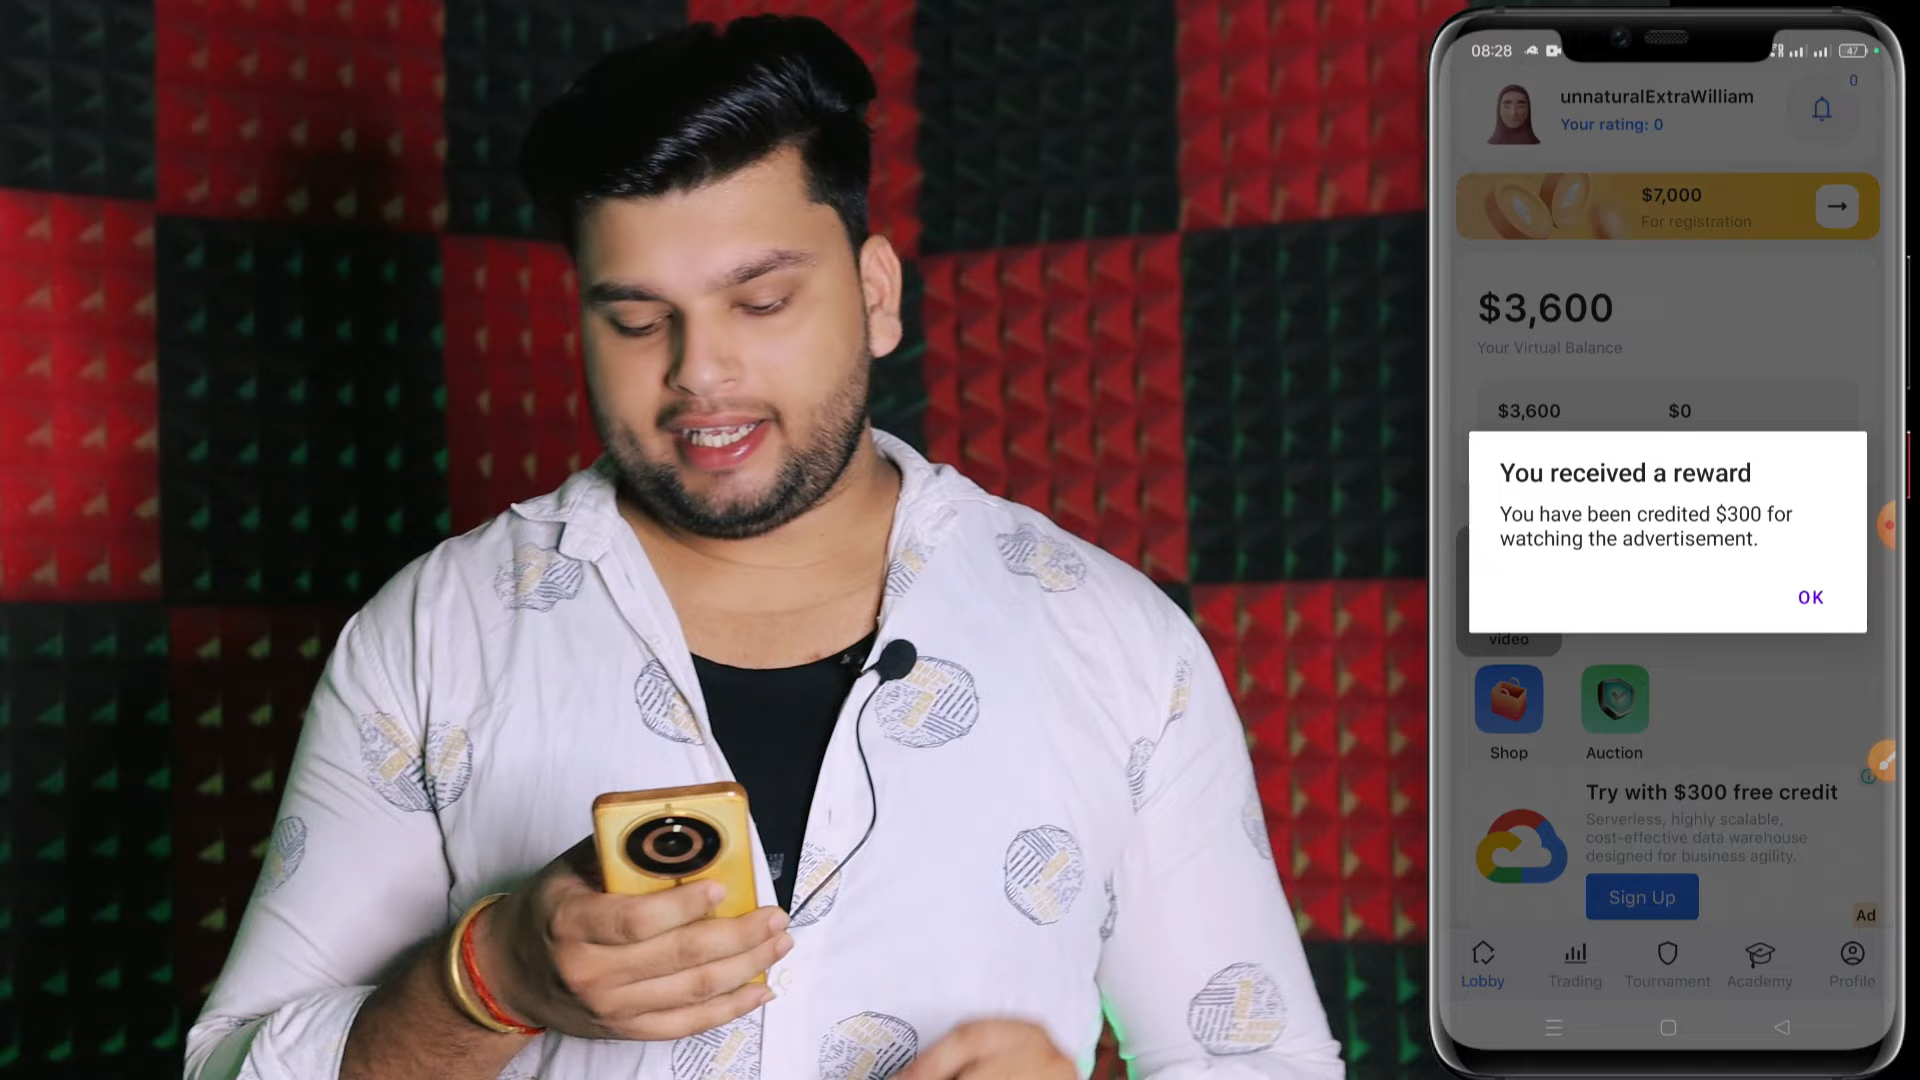 08:28
47
0
unnaturalExtraWilliam
Your rating: 0
$7,000
For registration
$3,600
Your Virtual Balance
$3,600
$0
You received a reward
You have been credited $300 for
watching the advertisement.
OK
video
Shop
Auction
Try with $300 free credit
Serverless, highly scalable,
cost-effective data warehouse
designed for business agility.
Sign Up
Ad
Lobby
Trading
Tournament
Academy
Profile